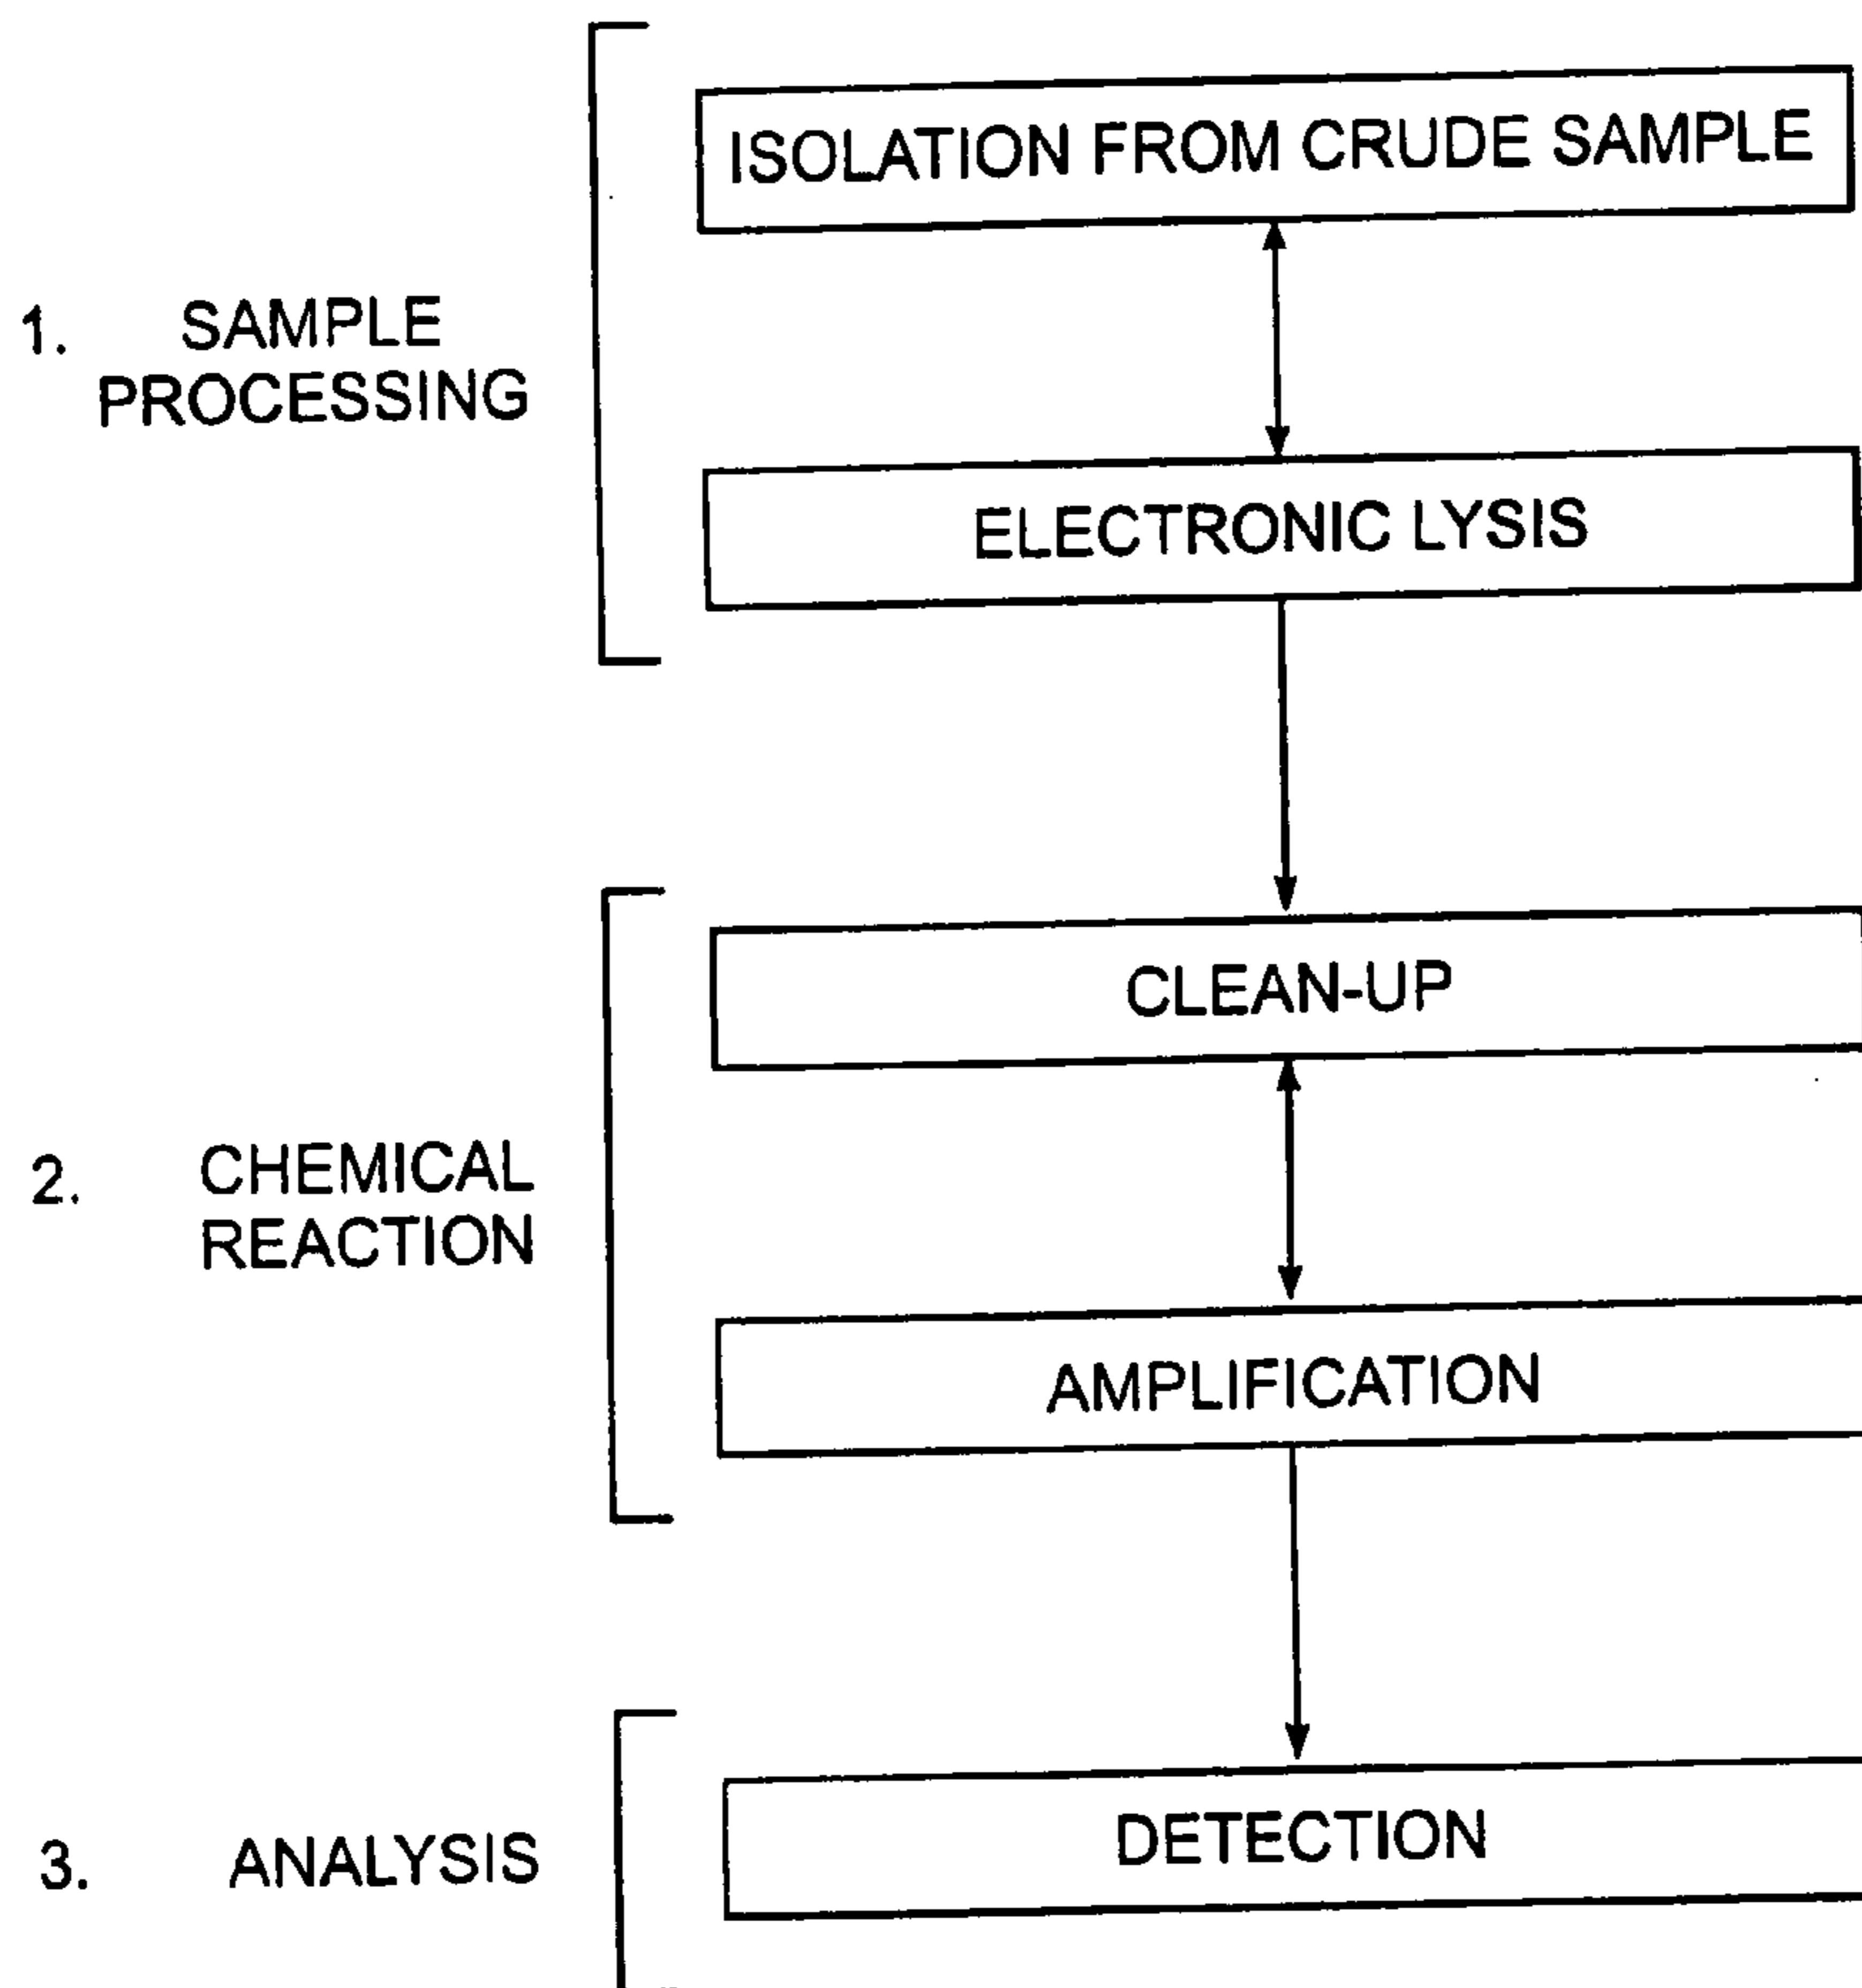 ISOLATION FROM CRUDE SAMPLE
1. SAMPLE
PROCESSING
ELECTRONIC LYSIS
CLEAN-UP
2. CHEMICAL
REACTION
AMPLIFICATION
DETECTION
3. ANALYSIS